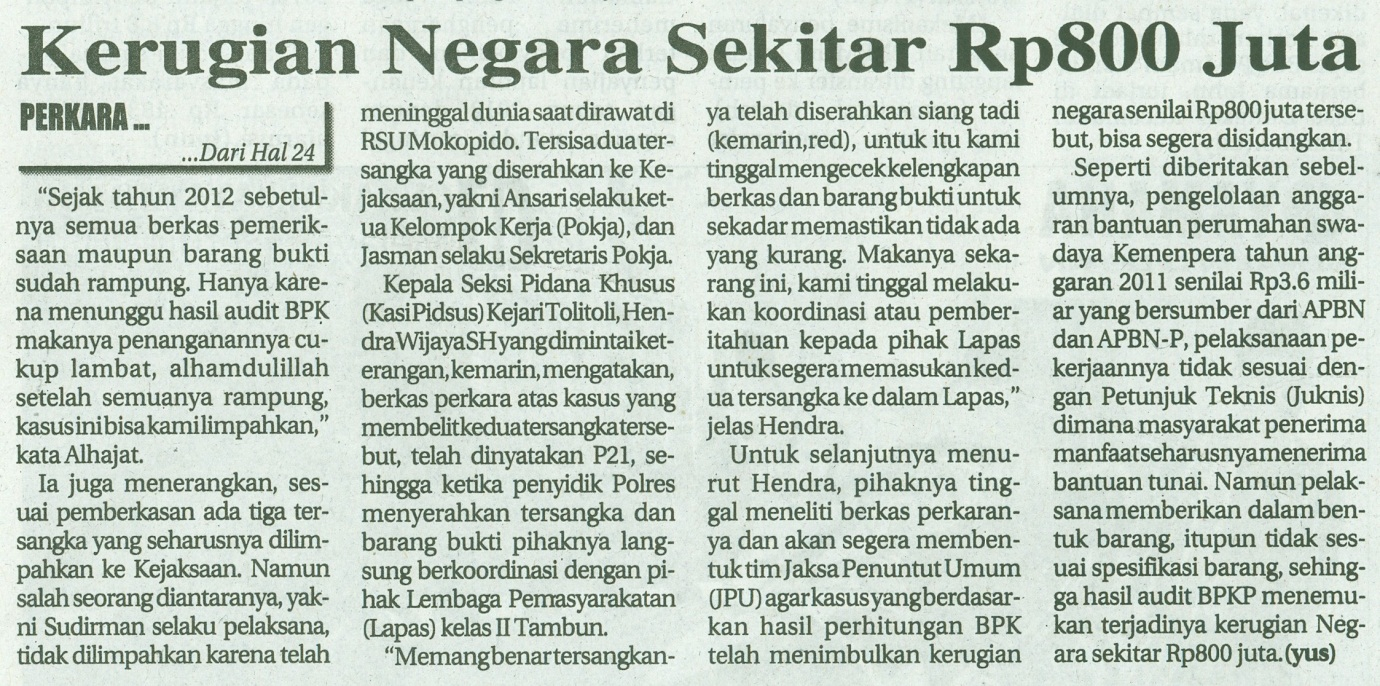 Kerugian Negara Sekitar Rp800 Juta
PERKARA ...
...Dari Hal 24
“Sejak tahun 2012 sebetul-
nya semua berkas pemerik-
saan maupun barang bukti
sudah rampung. Hanya kare-
na menunggu hasil audit BPK
makanya penanganannya cu-
kup lambat, alhamdulillah
setelah semuanya rampung,
kasus ini bisa kami limpahkan,”
kata Alhajat.
Ia juga menerangkan, ses-
uai pemberkasan ada tiga ter-
sangka yang seharusnya dilim-
pahkan ke Kejaksaan. Namun
salah seorang diantaranya, yak-
ni Sudirman selaku pelaksana,
tidak dilimpahkan karena telah
meninggal dunia saat dirawat di
RSU Mokopido. Tersisa dua ter-
sangka yang diserahkan ke Ke-
jaksaan, yakni Ansari selaku ket-
ua Kelompok Kerja (Pokja), dan
Jasman selaku Sekretaris Pokja.
Kepala Seksi Pidana Khusus
(Kasi Pidsus) Kejari Tolitoli, Hen-
dra Wijaya SH yang dimintai ket-
erangan, kemarin, mengatakan,
berkas perkara atas kasus yang
membelit kedua tersangka terse-
but, telah dinyatakan P21, se-
hingga ketika penyidik Polres
menyerahkan tersangka dan
barang bukti pihaknya lang-
sung berkoordinasi dengan pi-
hak Lembaga Pemasyarakatan
(Lapas) kelas II Tambun.
“Memang benar tersangkan-
ya telah diserahkan siang tadi
(kemarin,red), untuk itu kami
tinggal mengecek kelengkapan
berkas dan barang bukti untuk
sekadar memastikan tidak ada
yang kurang. Makanya seka-
rang ini, kami tinggal melaku-
kan koordinasi atau pember-
itahuan kepada pihak Lapas
untuk segera memasukan ked-
ua tersangka ke dalam Lapas,”
jelas Hendra.
Untuk selanjutnya menu-
rut Hendra, pihaknya ting-
gal meneliti berkas perkaran-
ya dan akan segera memben-
tuk tim Jaksa Penuntut Umum
(JPU) agar kasus yang berdasar-
kan hasil perhitungan BPK
telah menimbulkan kerugian
negara senilai Rp800 juta terse-
but, bisa segera disidangkan.
Seperti diberitakan sebel-
umnya, pengelolaan angga-
ran bantuan perumahan swa-
daya Kemenpera tahun ang-
garan 2011 senilai Rp3.6 mili-
ar yang bersumber dari APBN
dan APBN-P, pelaksanaan pe-
kerjaannya tidak sesuai den-
gan Petunjuk Teknis (Juknis)
dimana masyarakat penerima
manfaat seharusnya menerima
bantuan tunai. Namun pelak-
sana memberikan dalam ben-
tuk barang, itupun tidak ses-
uai spesifikasi barang, sehing-
ga hasil audit BPKP menemu-
kan terjadinya kerugian Neg-
ara sekitar Rp800 juta.(yus)